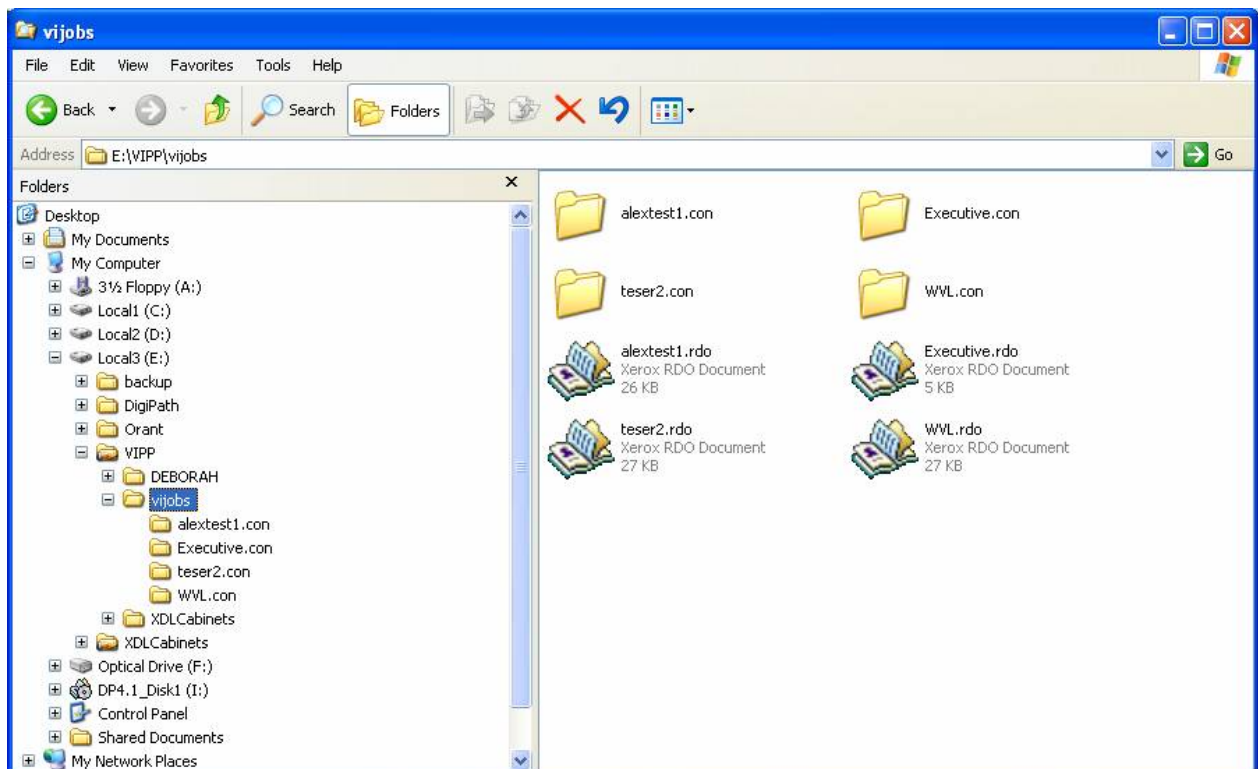 vijobs
File Edit View Favorites Tools Help
Back Search Folders
Address E:\VIPP\vijobs Go
Folders
Desktop
My Documents
My Computer
3½ Floppy (A:)
Local1 (C:)
Local2 (D:)
Local3 (E:)
backup
DigiPath
Orant
VIPP
DEBORAH
vijobs
alextest1.con
Executive.con
teser2.con
WVL.con
XDLCabinets
XDLCabinets
Optical Drive (F:)
DP4.1_Disk1 (I:)
Control Panel
Shared Documents
My Network Places
alextest1.con Executive.con
teser2.con WVL.con
alextest1.rdo Executive.rdo
Xerox RDO Document Xerox RDO Document
26 KB 5 KB
teser2.rdo WVL.rdo
Xerox RDO Document Xerox RDO Document
27 KB 27 KB